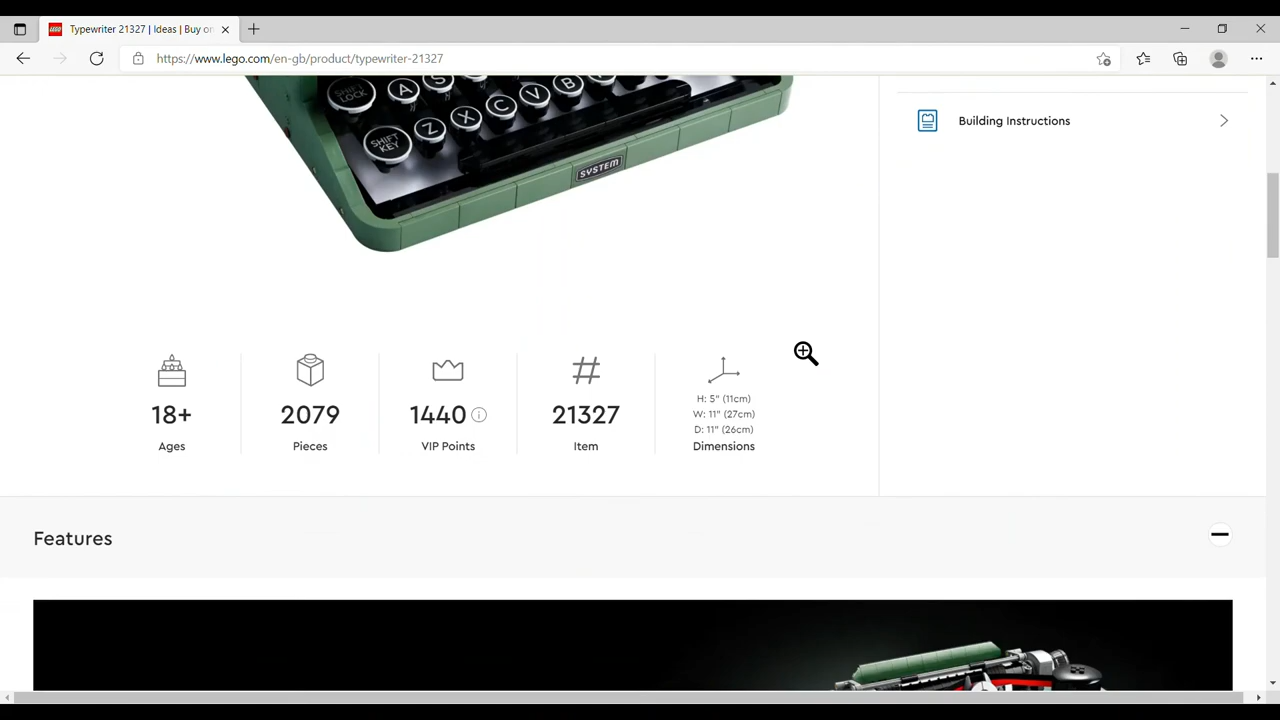 Typewriter 21327 | Ideas | Buy on
https://www.lego.com/en-gb/product/typewriter-21327
SHIFT
LOCK
A
S
SHIFT
KEY
Z
X
C
V
B
SYSTEM
Building Instructions
18+
Ages
2079
Pieces
1440
VIP Points
#
21327
Item
H: 5" (11cm)
W: 11" (27cm)
D: 11" (26cm)
Dimensions
Features